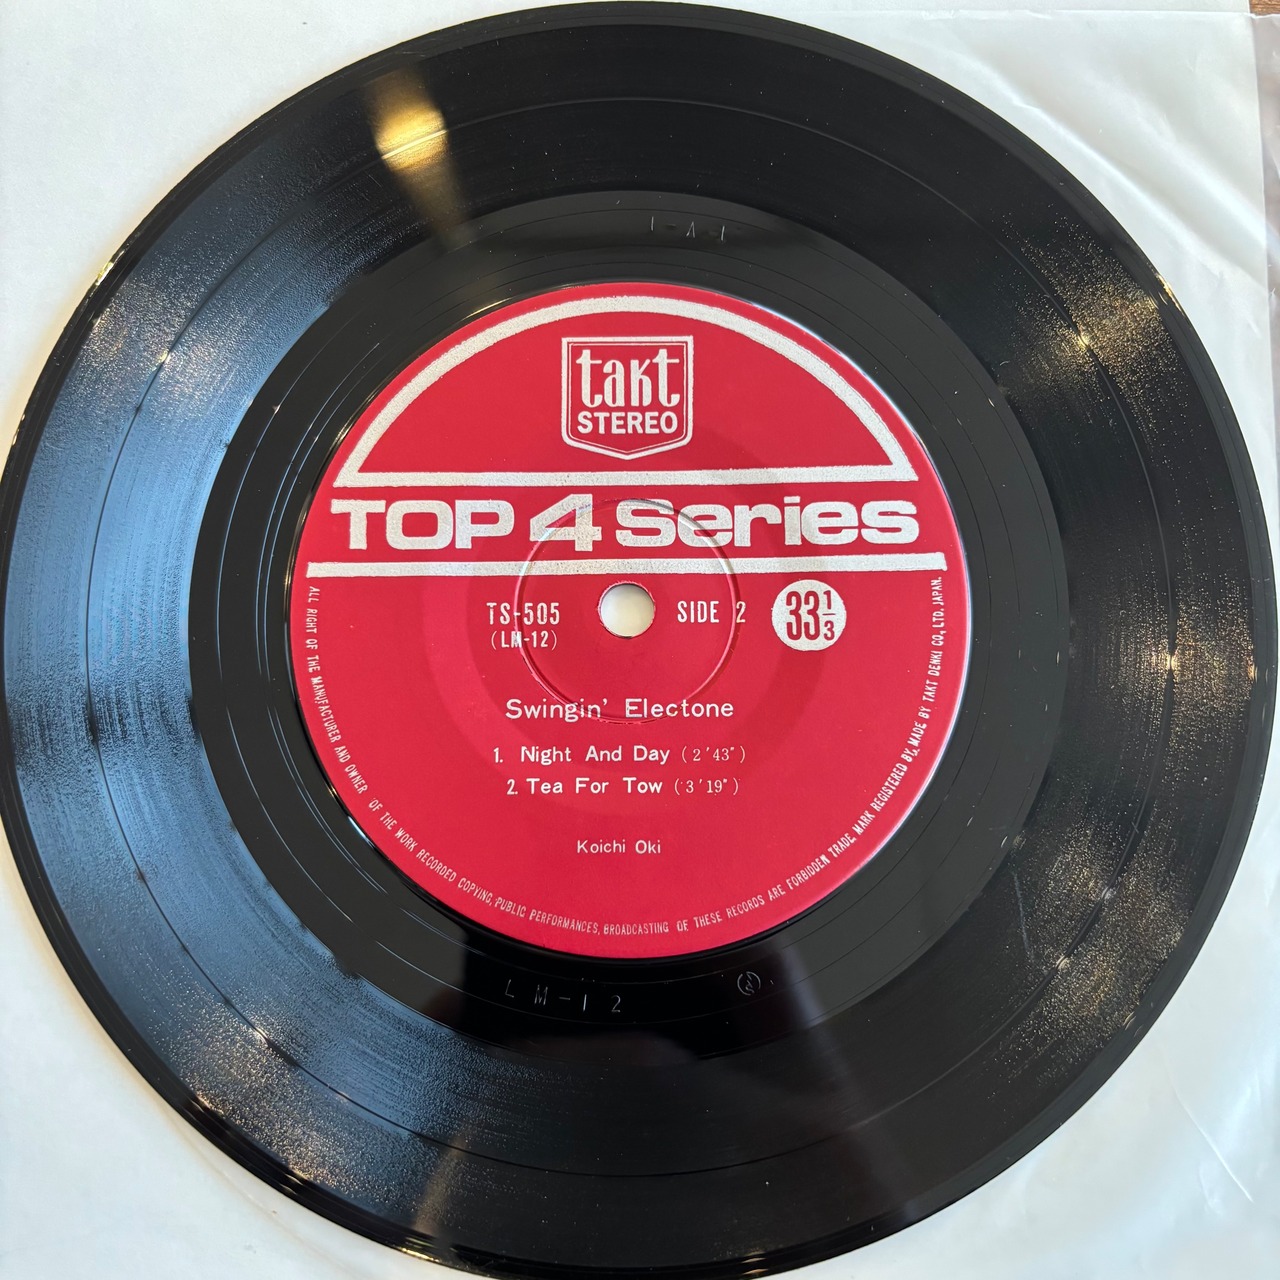 1-A-1
takt
STEREO
TOP 4 Series
TS-505 SIDE 2 33 1/3
(LM-12)
Swingin' Electone
1. Night And Day (2'43")
2. Tea For Tow (3'19")
Koichi Oki
ALL RIGHT OF THE MANUFACTURER AND OWNER OF THE WORK RECORDED COPYING, PUBLIC PERFORMANCES, BROADCASTING OF THESE RECORDS ARE FORBIDDEN TRADE. MARK REGISTERED BY, MADE BY TAKT DENKI CO., LTD. JAPAN.
LM-12